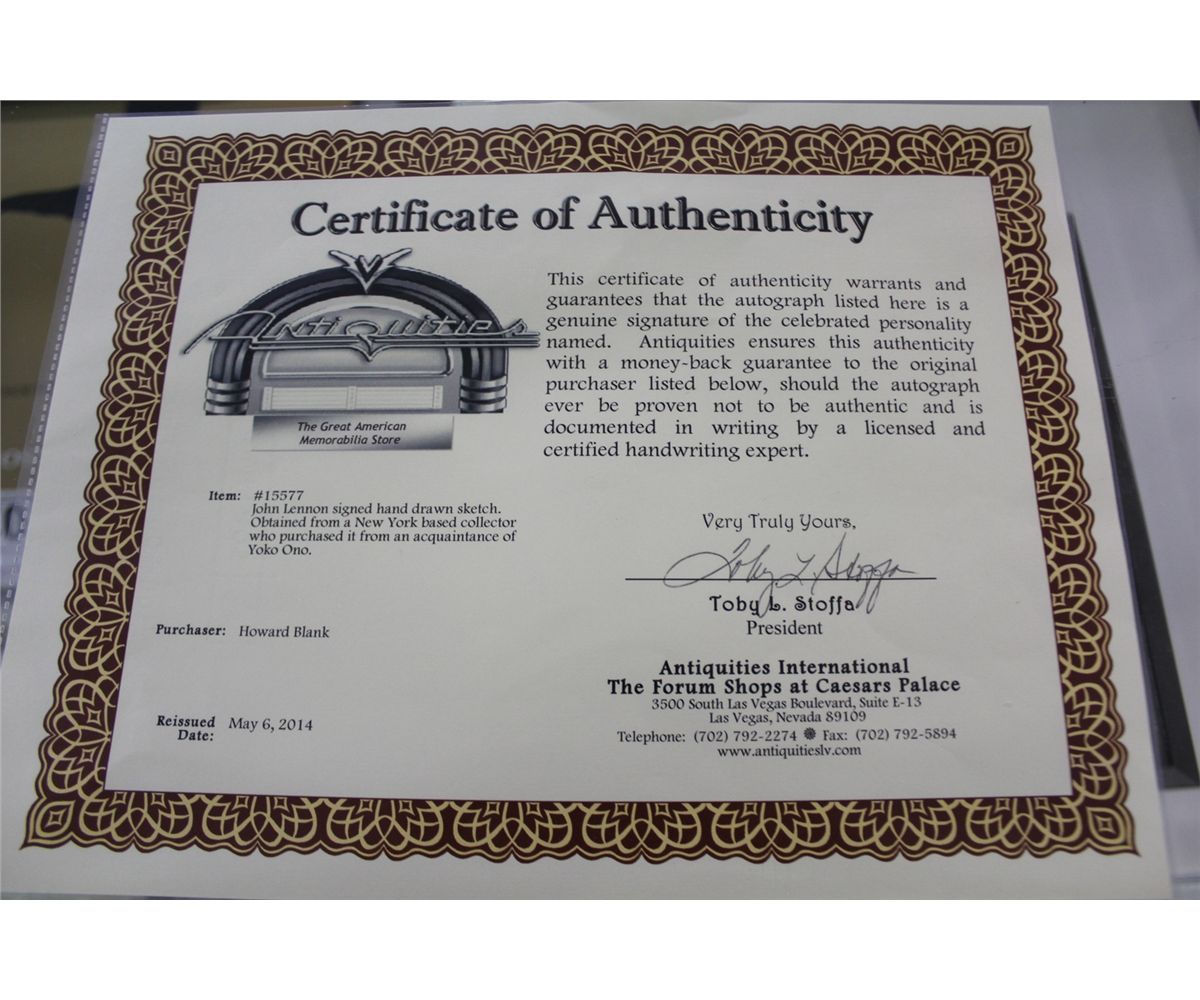 Certificate of Authenticity
Antiquities
The Great American
Memorabilia Store
This certificate of authenticity warrants and
guarantees that the autograph listed here is a
genuine signature of the celebrated personality
named. Antiquities ensures this authenticity
with a money-back guarantee to the original
purchaser listed below, should the autograph
ever be proven not to be authentic and is
documented in writing by a licensed and
certified handwriting expert.
Item: #15577
John Lennon signed hand drawn sketch.
Obtained from a New York based collector
who purchased it from an acquaintance of
Yoko Ono.
Purchaser: Howard Blank
Reissued Date: May 6, 2014
Very Truly Yours,
Toby L Stoffa
Toby L. Stoffa
President
Antiquities International
The Forum Shops at Caesars Palace
3500 South Las Vegas Boulevard, Suite E-13
Las Vegas, Nevada 89109
Telephone: (702) 792-2274 ❋ Fax: (702) 792-5894
www.antiquitieslv.com